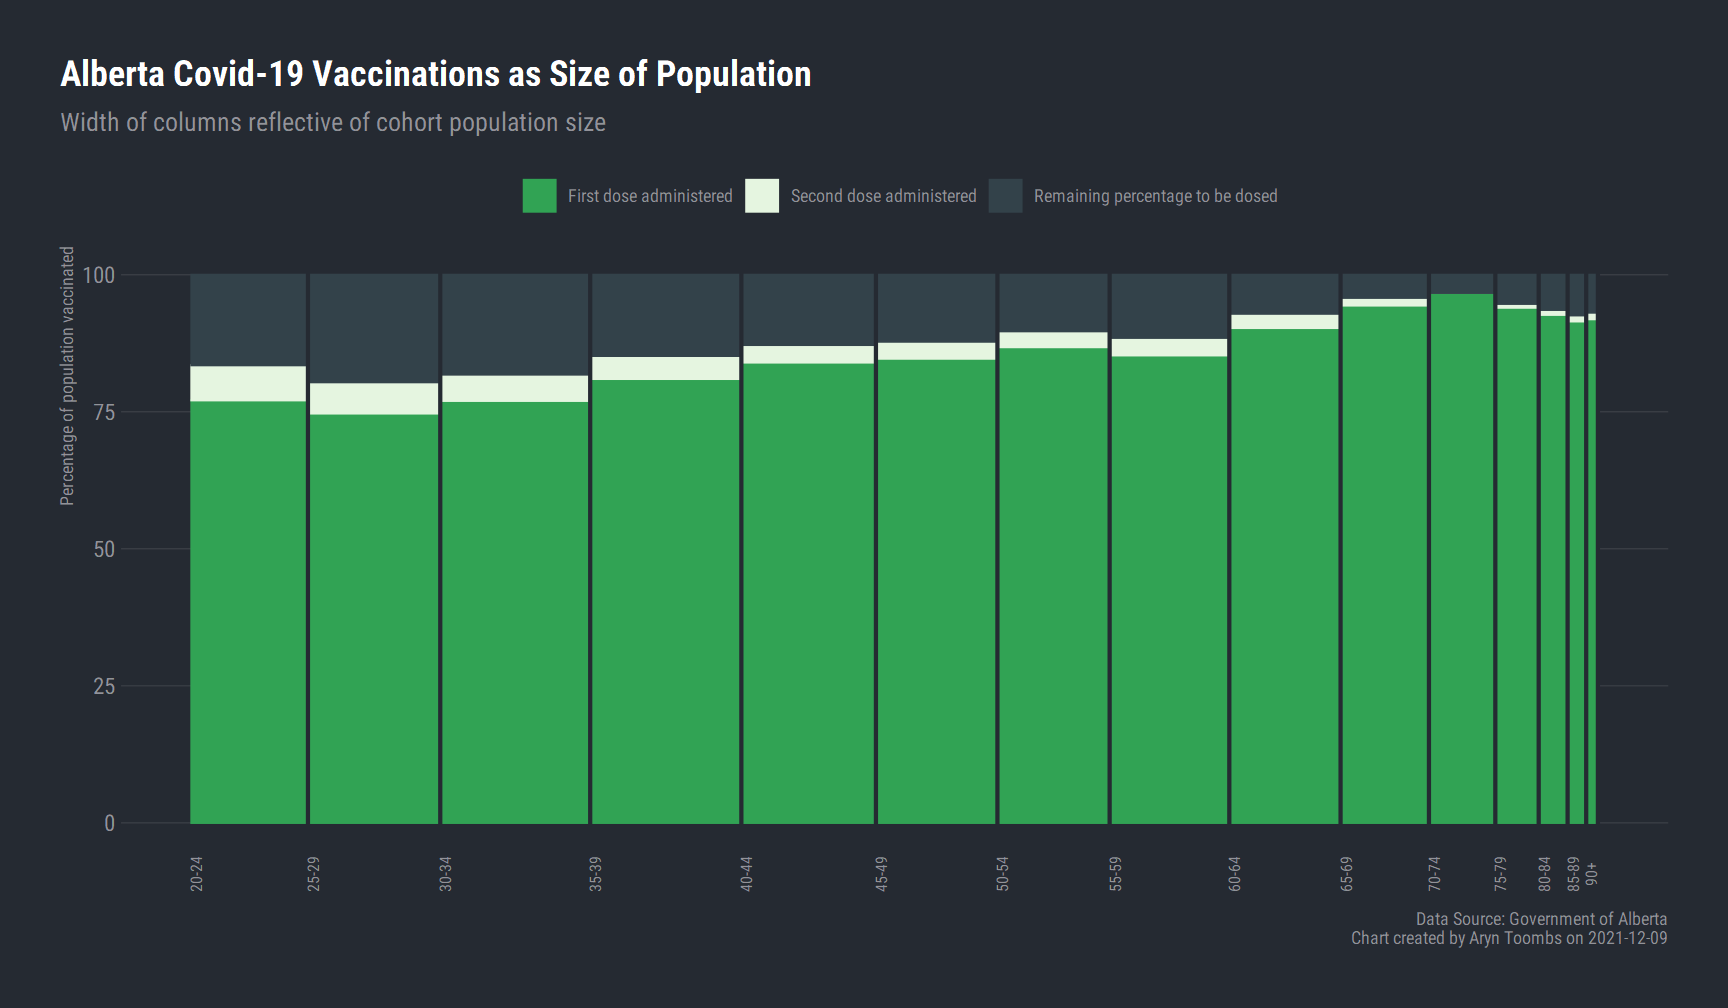 Alberta Covid-19 Vaccinations as Size of Population
Width of columns reflective of cohort population size
First dose administered
Second dose administered
Remaining percentage to be dosed
Percentage of population vaccinated
100
75
50
25
0
20-24
25-29
30-34
35-39
40-44
45-49
50-54
55-59
60-64
65-69
70-74
75-79
80-84
85-89
90+
Data Source: Government of Alberta
Chart created by Aryn Toombs on 2021-12-09